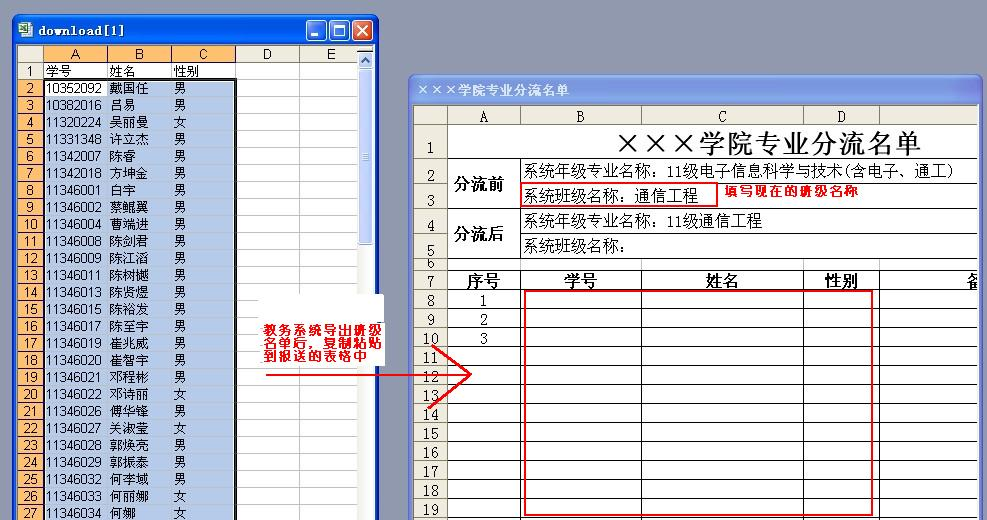 download[1]
A B C D E
1 学号 姓名 性别
2 10352092 戴国任 男
3 10382016 吕易 男
4 11320224 吴丽曼 女
5 11331348 许立杰 男
6 11342007 陈睿 男
7 11342018 方坤金 男
8 11346001 白宇 男
9 11346002 蔡鲲翼 男
10 11346004 曹端进 男
11 11346008 陈剑君 男
12 11346009 陈江滔 男
13 11346011 陈树樾 男
14 11346013 陈贤煜 男
15 11346015 陈裕发 男
16 11346017 陈至宇 男
17 11346019 崔兆威 男
18 11346020 崔智宇 男
19 11346021 邓程彬 男
20 11346022 邓诗丽 女
21 11346026 傅华锋 男
22 11346027 关淑莹 女
23 11346028 郭焕亮 男
24 11346029 郭振泰 男
25 11346032 何孝域 男
26 11346033 何丽娜 女
27 11346034 何娜 女
教务系统导出班级
名单后，复制粘贴
到报送的表格中
×××学院专业分流名单
A B C D
1 ×××学院专业分流名单
2 分流前 系统年级专业名称：11级电子信息科学与技术(含电子、通工)
3 系统班级名称：通信工程 填写现在的班级名称
4 分流后 系统年级专业名称：11级通信工程
5 系统班级名称：
6
7 序号 学号 姓名 性别
8 1
9 2
10 3
11
12
13
14
15
16
17
18
19